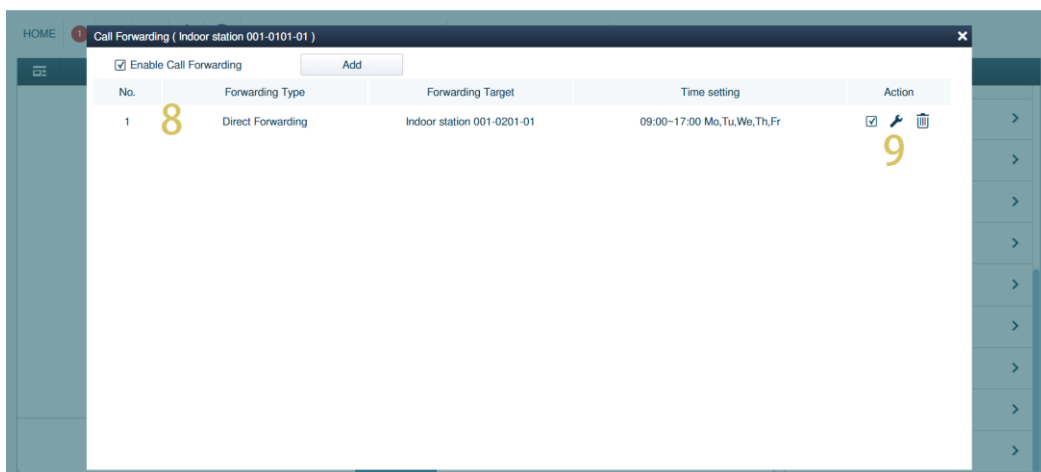 HOME 1
Call Forwarding ( Indoor station 001-0101-01 )
Enable Call Forwarding Add
No. Forwarding Type Forwarding Target Time setting Action
1 8 Direct Forwarding Indoor station 001-0201-01 09:00~17:00 Mo,Tu,We,Th,Fr
9